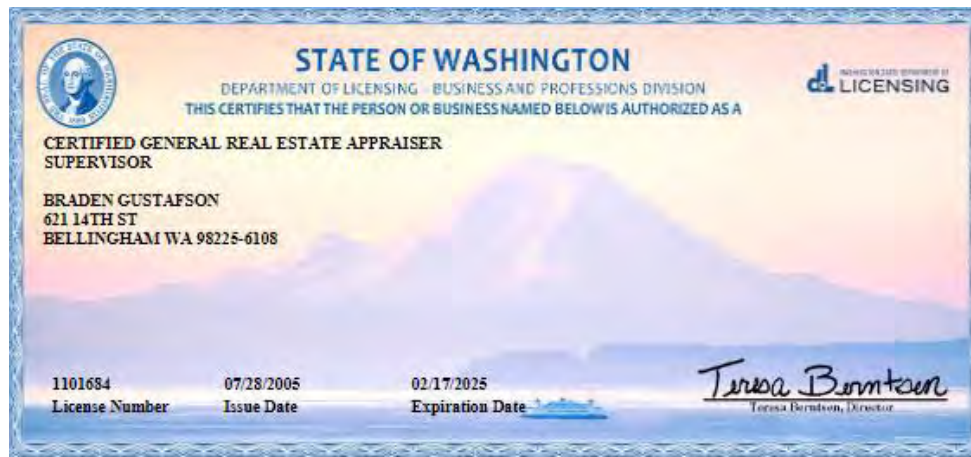 STATE OF WASHINGTON
DEPARTMENT OF LICENSING - BUSINESS AND PROFESSIONS DIVISION
THIS CERTIFIES THAT THE PERSON OR BUSINESS NAMED BELOW IS AUTHORIZED AS A
LICENSING
CERTIFIED GENERAL REAL ESTATE APPRAISER
SUPERVISOR
BRADEN GUSTAFSON
621 14TH ST
BELLINGHAM WA 98225-6108
1101684 07/28/2005 02/17/2025
License Number Issue Date Expiration Date
Teresa Berntsen
Teresa Berntsen, Director